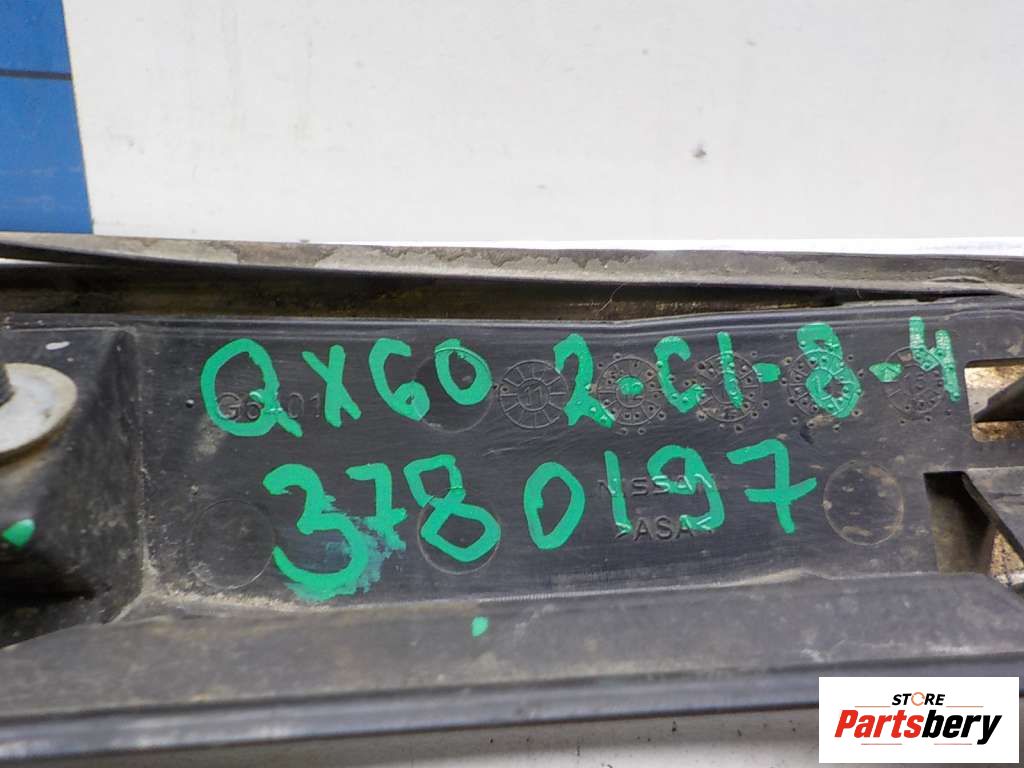 QX60 2-C1-8-4
3780197
NISSAN
>ASA<
STORE
Partsbery